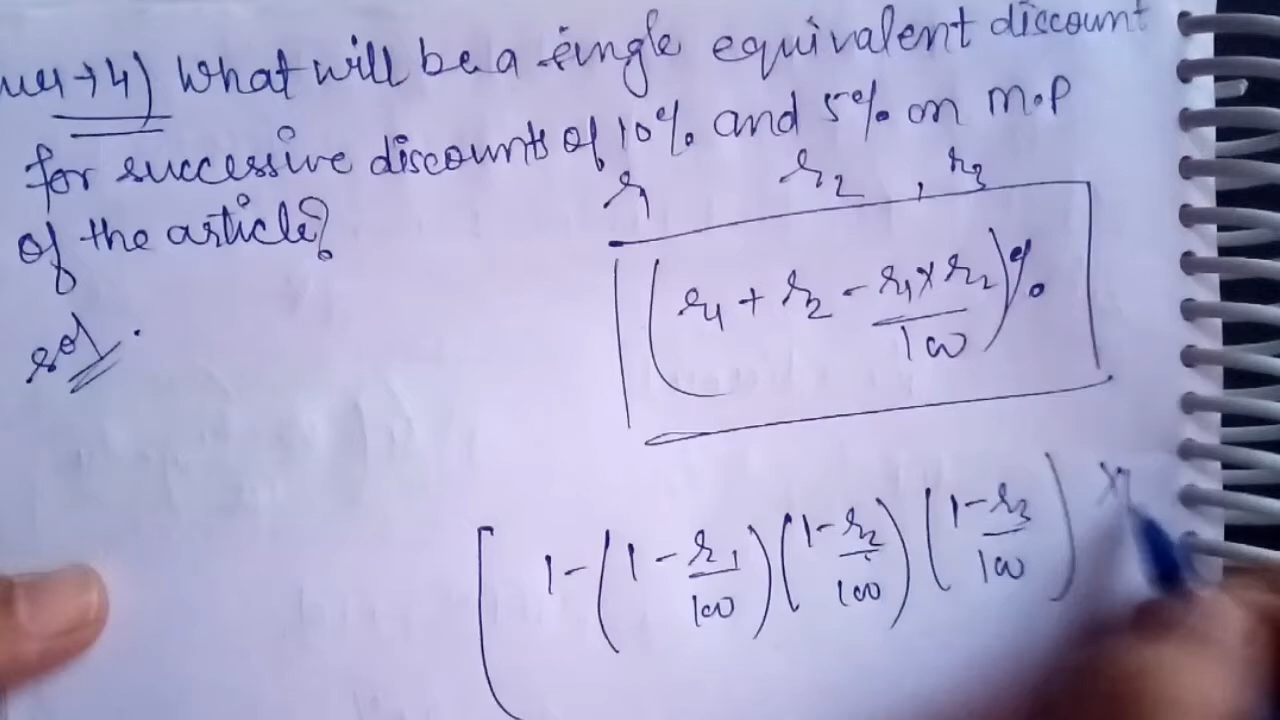 4) What will be a single equivalent discount
for successive discounts of 10% and 5% on M.P
of the article?
r r2 , r3
(r1 + r2 - r1 x r2 / 100)%
sol.
[ 1 - (1 - r1/100) (1 - r2/100) (1 - r3/100) x